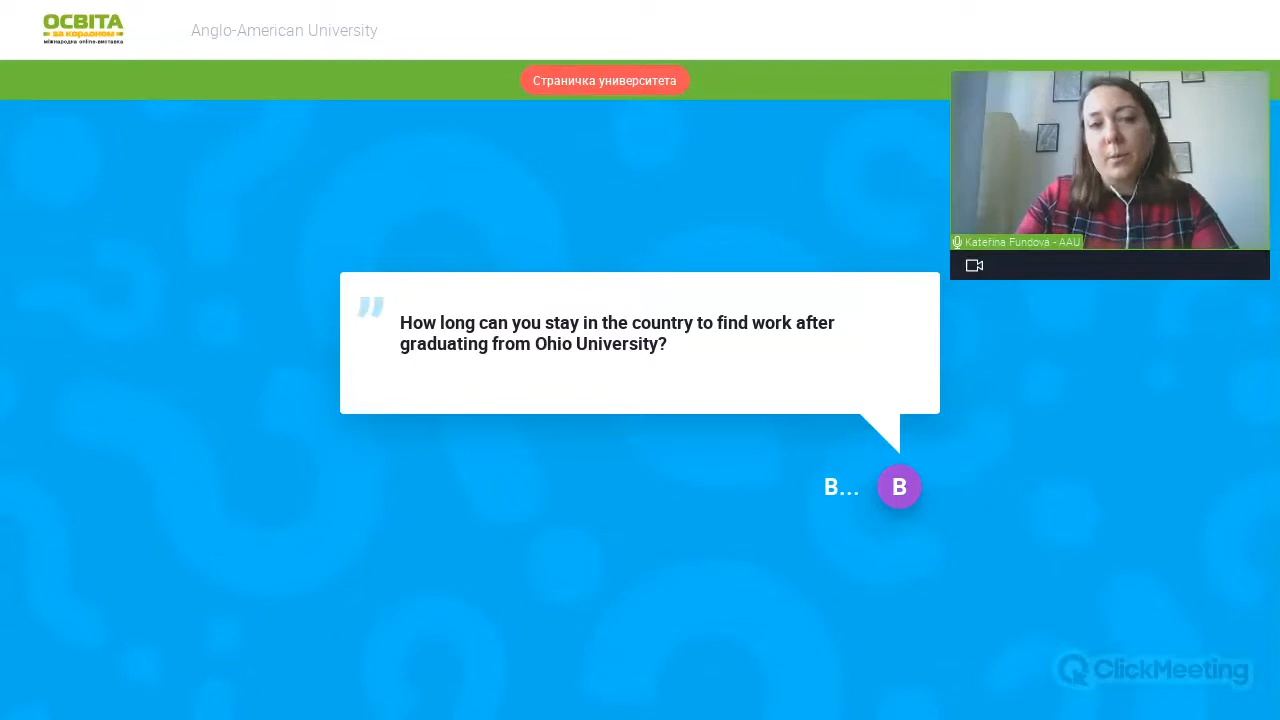 ОСВІТА
за кордоном
міжнародна online-виставка
Anglo-American University
Страничка университета
Kateřina Fundová - AAU
How long can you stay in the country to find work after
graduating from Ohio University?
B...
B
ClickMeeting